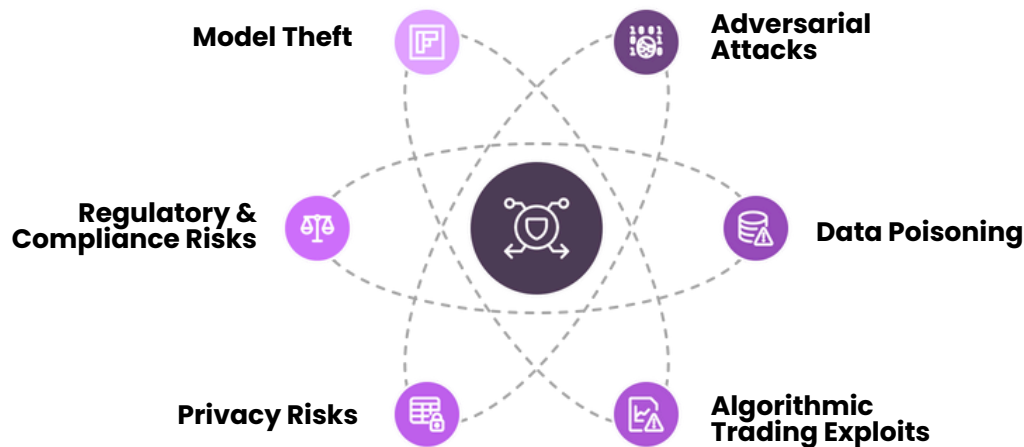 Model Theft
Adversarial
Attacks
Regulatory &
Compliance Risks
Data Poisoning
Privacy Risks
Algorithmic
Trading Exploits